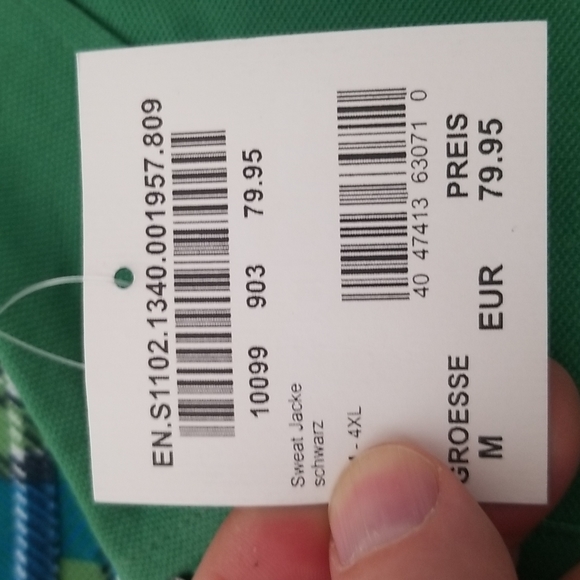 EN.S1102.1340.001957.809
10099 903 79.95
Sweat Jacke
schwarz
- 4XL
40 47413 63071 0
GROESSE PREIS
M EUR 79.95